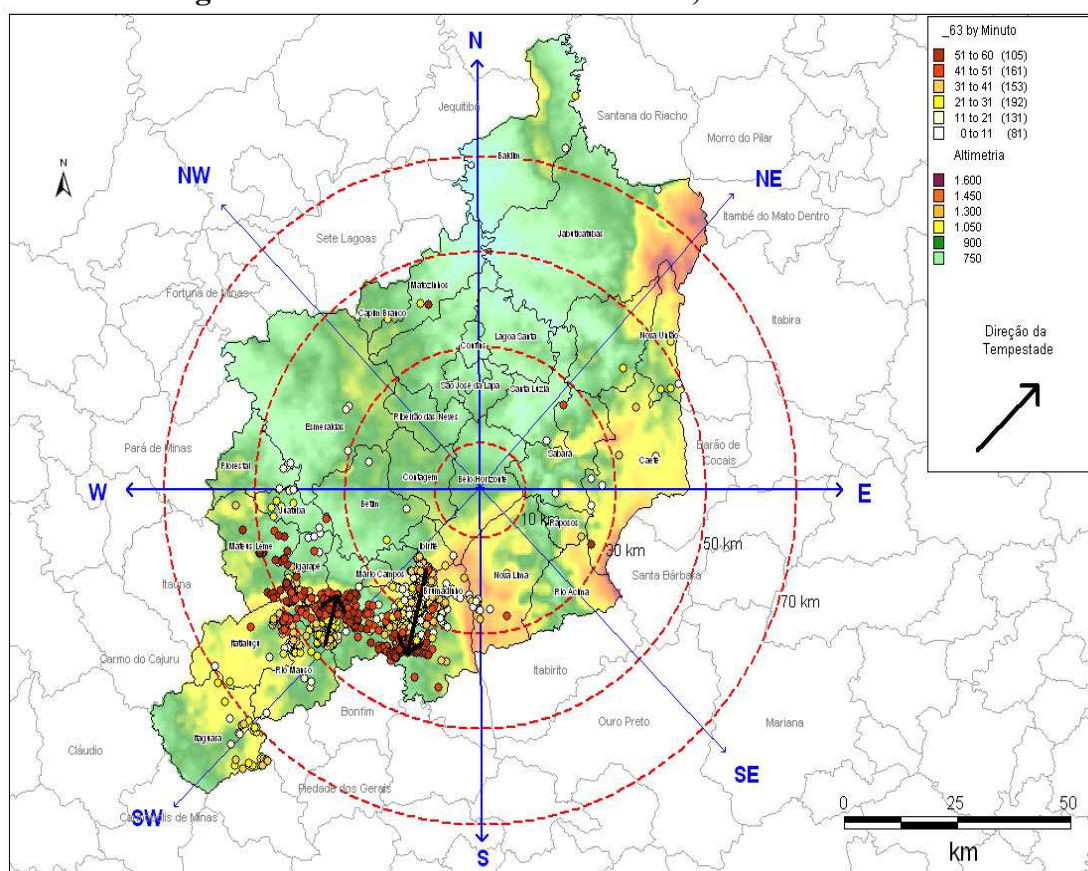 N
_63 by Minuto
51 to 60 (105)
41 to 51 (161)
31 to 41 (153)
21 to 31 (192)
11 to 21 (131)
0 to 11 (81)
Altimetria
1.600
1.450
1.300
1.050
900
750
Direção da
Tempestade
Jequitibá
Santana do Riacho
Morro do Pilar
Baldim
N
NW
NE
Itambé do Mato Dentro
Sete Lagoas
Jaboticatubas
Fortuna de Minas
Matozinhos
Capim Branco
Itabira
Lagoa Santa
Nova União
Confins
São José da Lapa
Santa Luzia
Ribeirão das Neves
Esmeraldas
Pará de Minas
Barão de
Cocais
Sabará
Caeté
Florestal
Contagem
Belo Horizonte
W
E
Juatuba
Betim
10 km
Raposos
Mateus Leme
Ibirité
30 km
50 km
Igarapé
Mário Campos
Nova Lima
Santa Bárbara
Itaúna
Brumadinho
Rio Acima
70 km
Itatiaiuçu
Carmo do Cajuru
Rio Manso
Itabirito
Bonfim
Ouro Preto
Mariana
Itaguara
Cláudio
SE
Piedade dos Gerais
SW
0 25 50
km
S